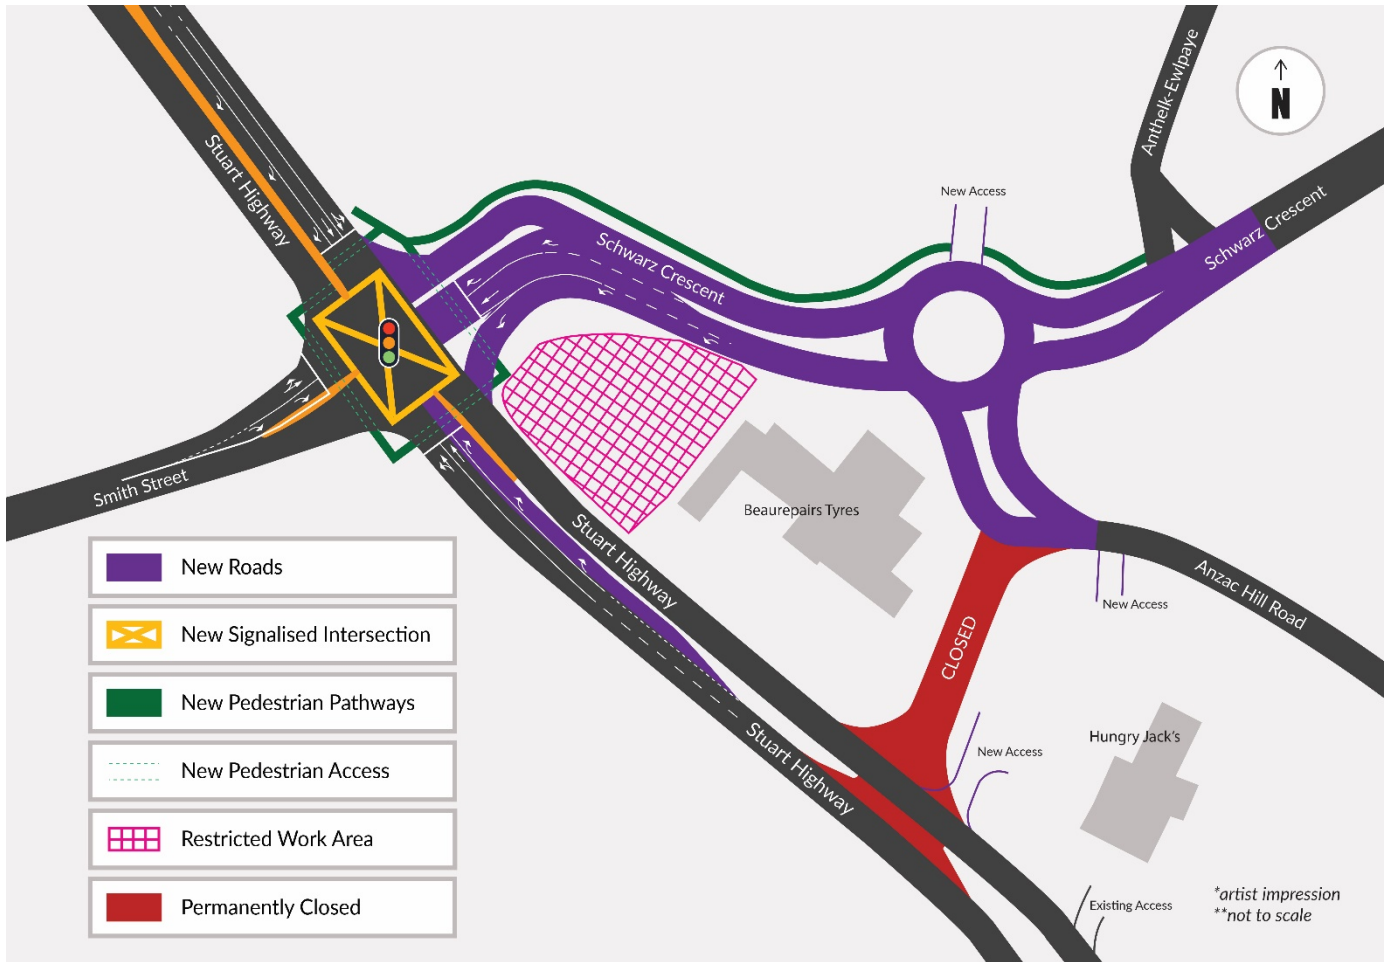 Anthelk-Ewlpaye
N
Stuart Highway
New Access
Schwarz Crescent
Schwarz Crescent
Smith Street
Beaurepairs Tyres
Stuart Highway
Anzac Hill Road
New Access
CLOSED
New Access
Hungry Jack's
Stuart Highway
Existing Access
New Roads
New Signalised Intersection
New Pedestrian Pathways
New Pedestrian Access
Restricted Work Area
Permanently Closed
*artist impression
**not to scale